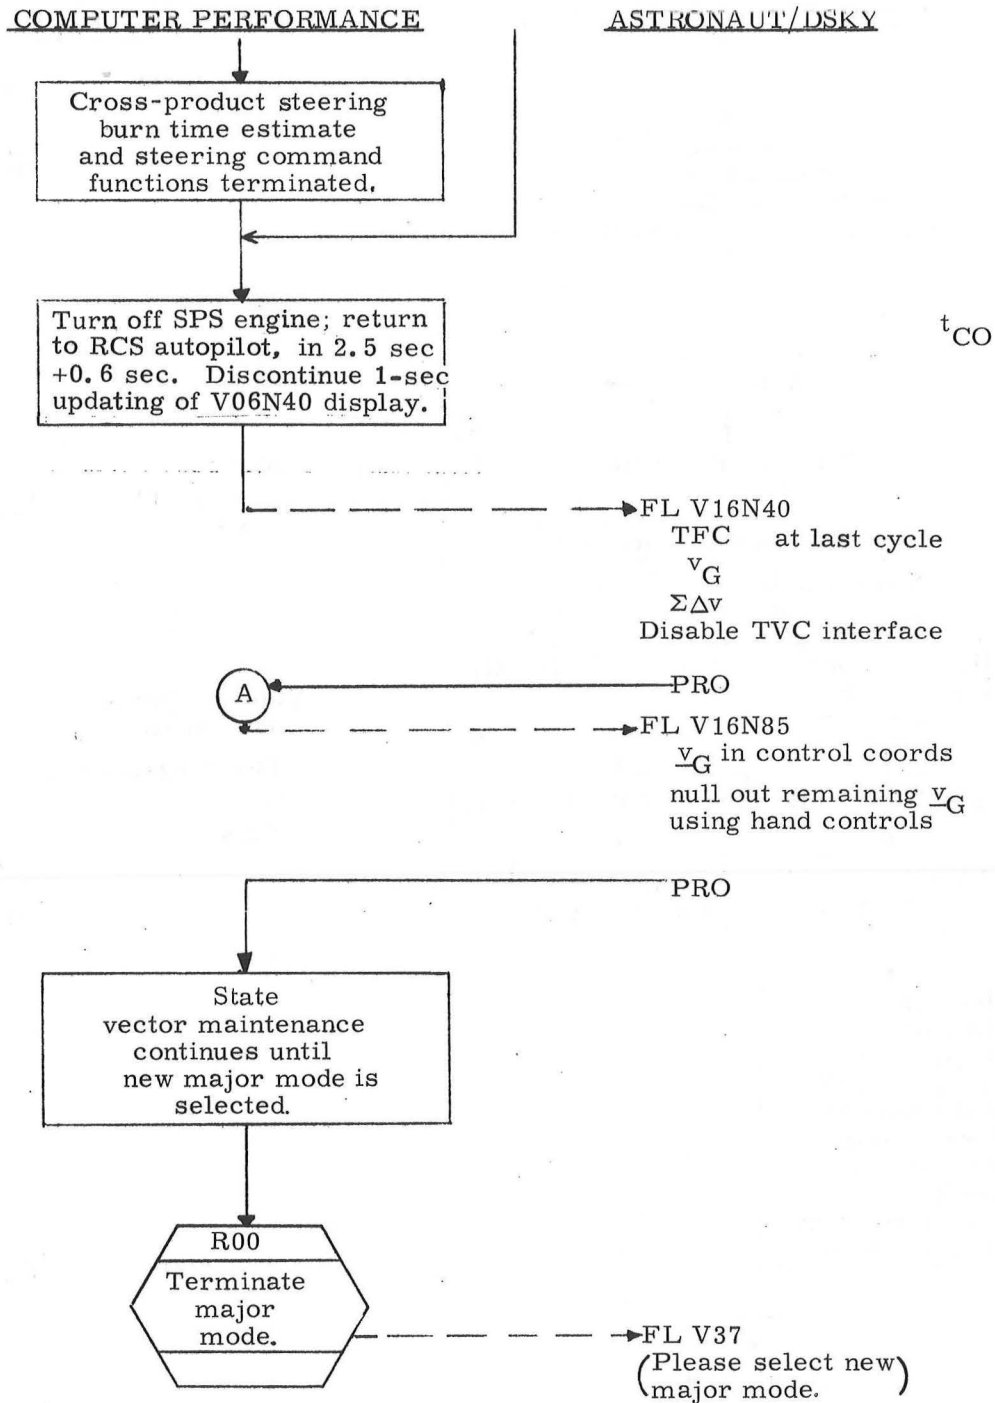 COMPUTER PERFORMANCE
ASTRONAUT/DSKY
Cross-product steering
burn time estimate
and steering command
functions terminated.
Turn off SPS engine; return
to RCS autopilot, in 2.5 sec
+0.6 sec. Discontinue 1-sec
updating of V06N40 display.
tCO
FL V16N40
TFC at last cycle
vG
ΣΔv
Disable TVC interface
A
PRO
FL V16N85
vG in control coords
null out remaining vG
using hand controls
PRO
State
vector maintenance
continues until
new major mode is
selected.
R00
Terminate
major
mode.
FL V37
(Please select new
major mode.)